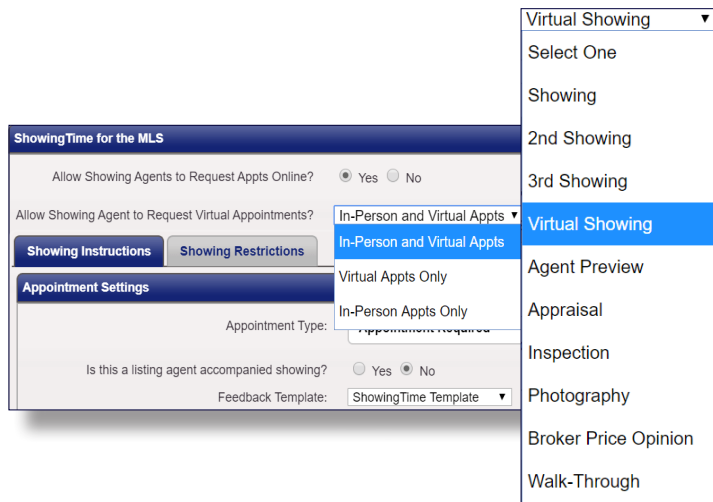 ShowingTime for the MLS
Allow Showing Agents to Request Appts Online? Yes No
Allow Showing Agent to Request Virtual Appointments? In-Person and Virtual Appts
In-Person and Virtual Appts
Virtual Appts Only
In-Person Appts Only
Showing Instructions Showing Restrictions
Appointment Settings
Appointment Type: Appointment Required
Is this a listing agent accompanied showing? Yes No
Feedback Template: ShowingTime Template
Virtual Showing
Select One
Showing
2nd Showing
3rd Showing
Virtual Showing
Agent Preview
Appraisal
Inspection
Photography
Broker Price Opinion
Walk-Through